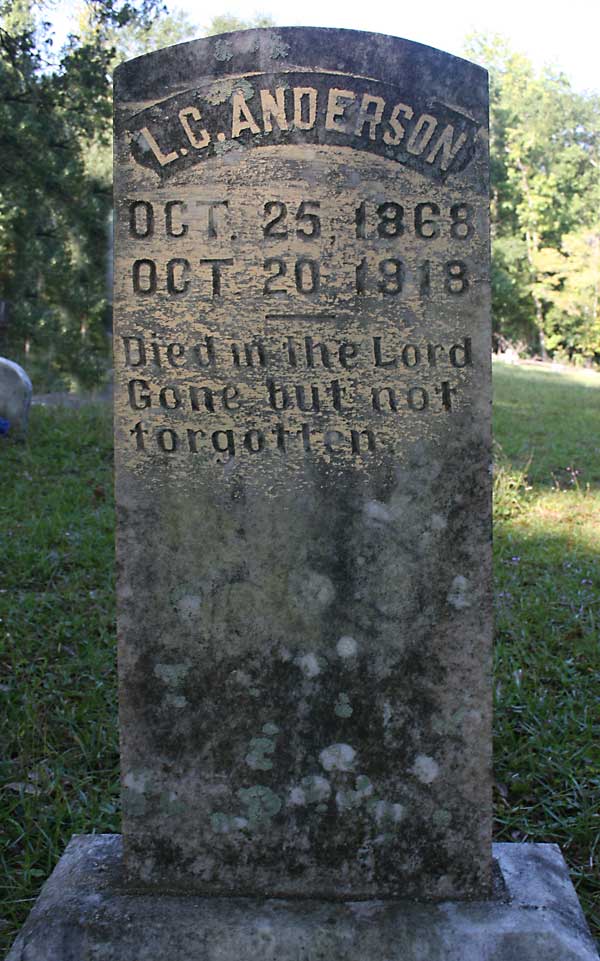 L.C. ANDERSON
OCT. 25, 1868
OCT 20 1918
Died in the Lord
Gone but not
forgotten.